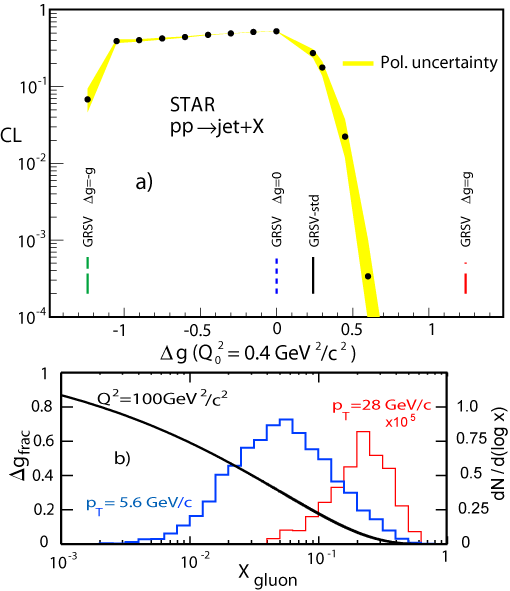 1
10⁻¹
10⁻²
10⁻³
10⁻⁴
CL
Pol. uncertainty
STAR
pp →jet+X
a)
GRSV Δg=-g
GRSV Δg=0
GRSV-std
GRSV Δg=g
-1 -0.5 0 0.5 1
Δg (Q₀² = 0.4 GeV²/c²)
1
0.8
0.6
0.4
0.2
0
Δg frac
Q²=100GeV²/c²
b)
p_T = 5.6 GeV/c
p_T=28 GeV/c
x10⁵
1.0
0.75
0.5
0.25
0
dN / d(log x)
10⁻³ 10⁻² 10⁻¹ 1
X gluon